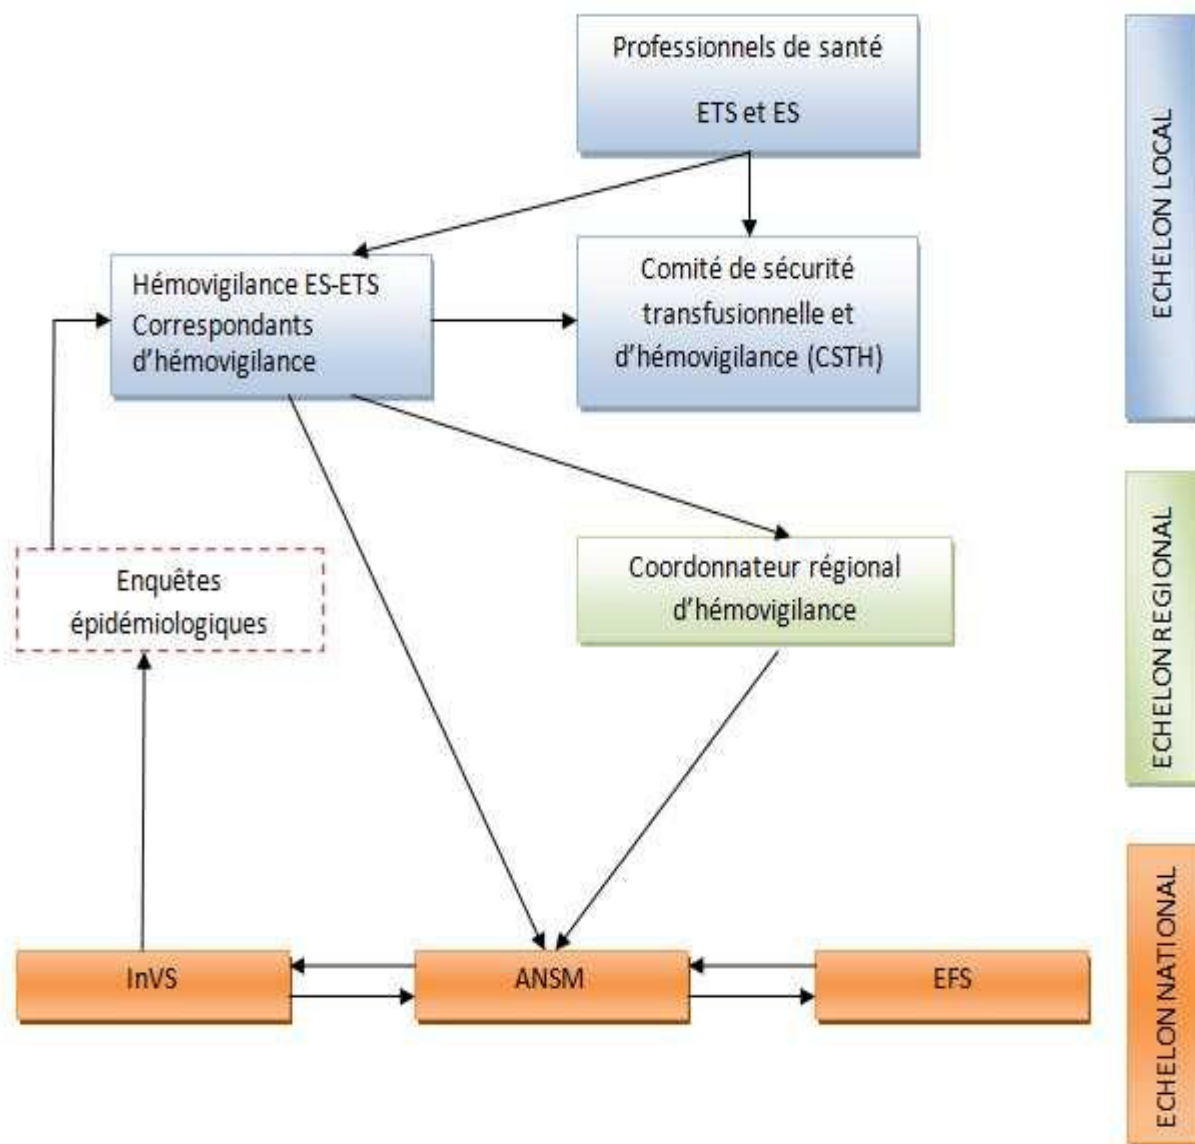 Professionnels de santé
ETS et ES
ECHELON LOCAL
Hémovigilance ES-ETS
Correspondants
d’hémovigilance
Comité de sécurité
transfusionnelle et
d’hémovigilance (CSTH)
Enquêtes
épidémiologiques
Coordonnateur régional
d’hémovigilance
ECHELON REGIONAL
InVS
ANSM
EFS
ECHELON NATIONAL